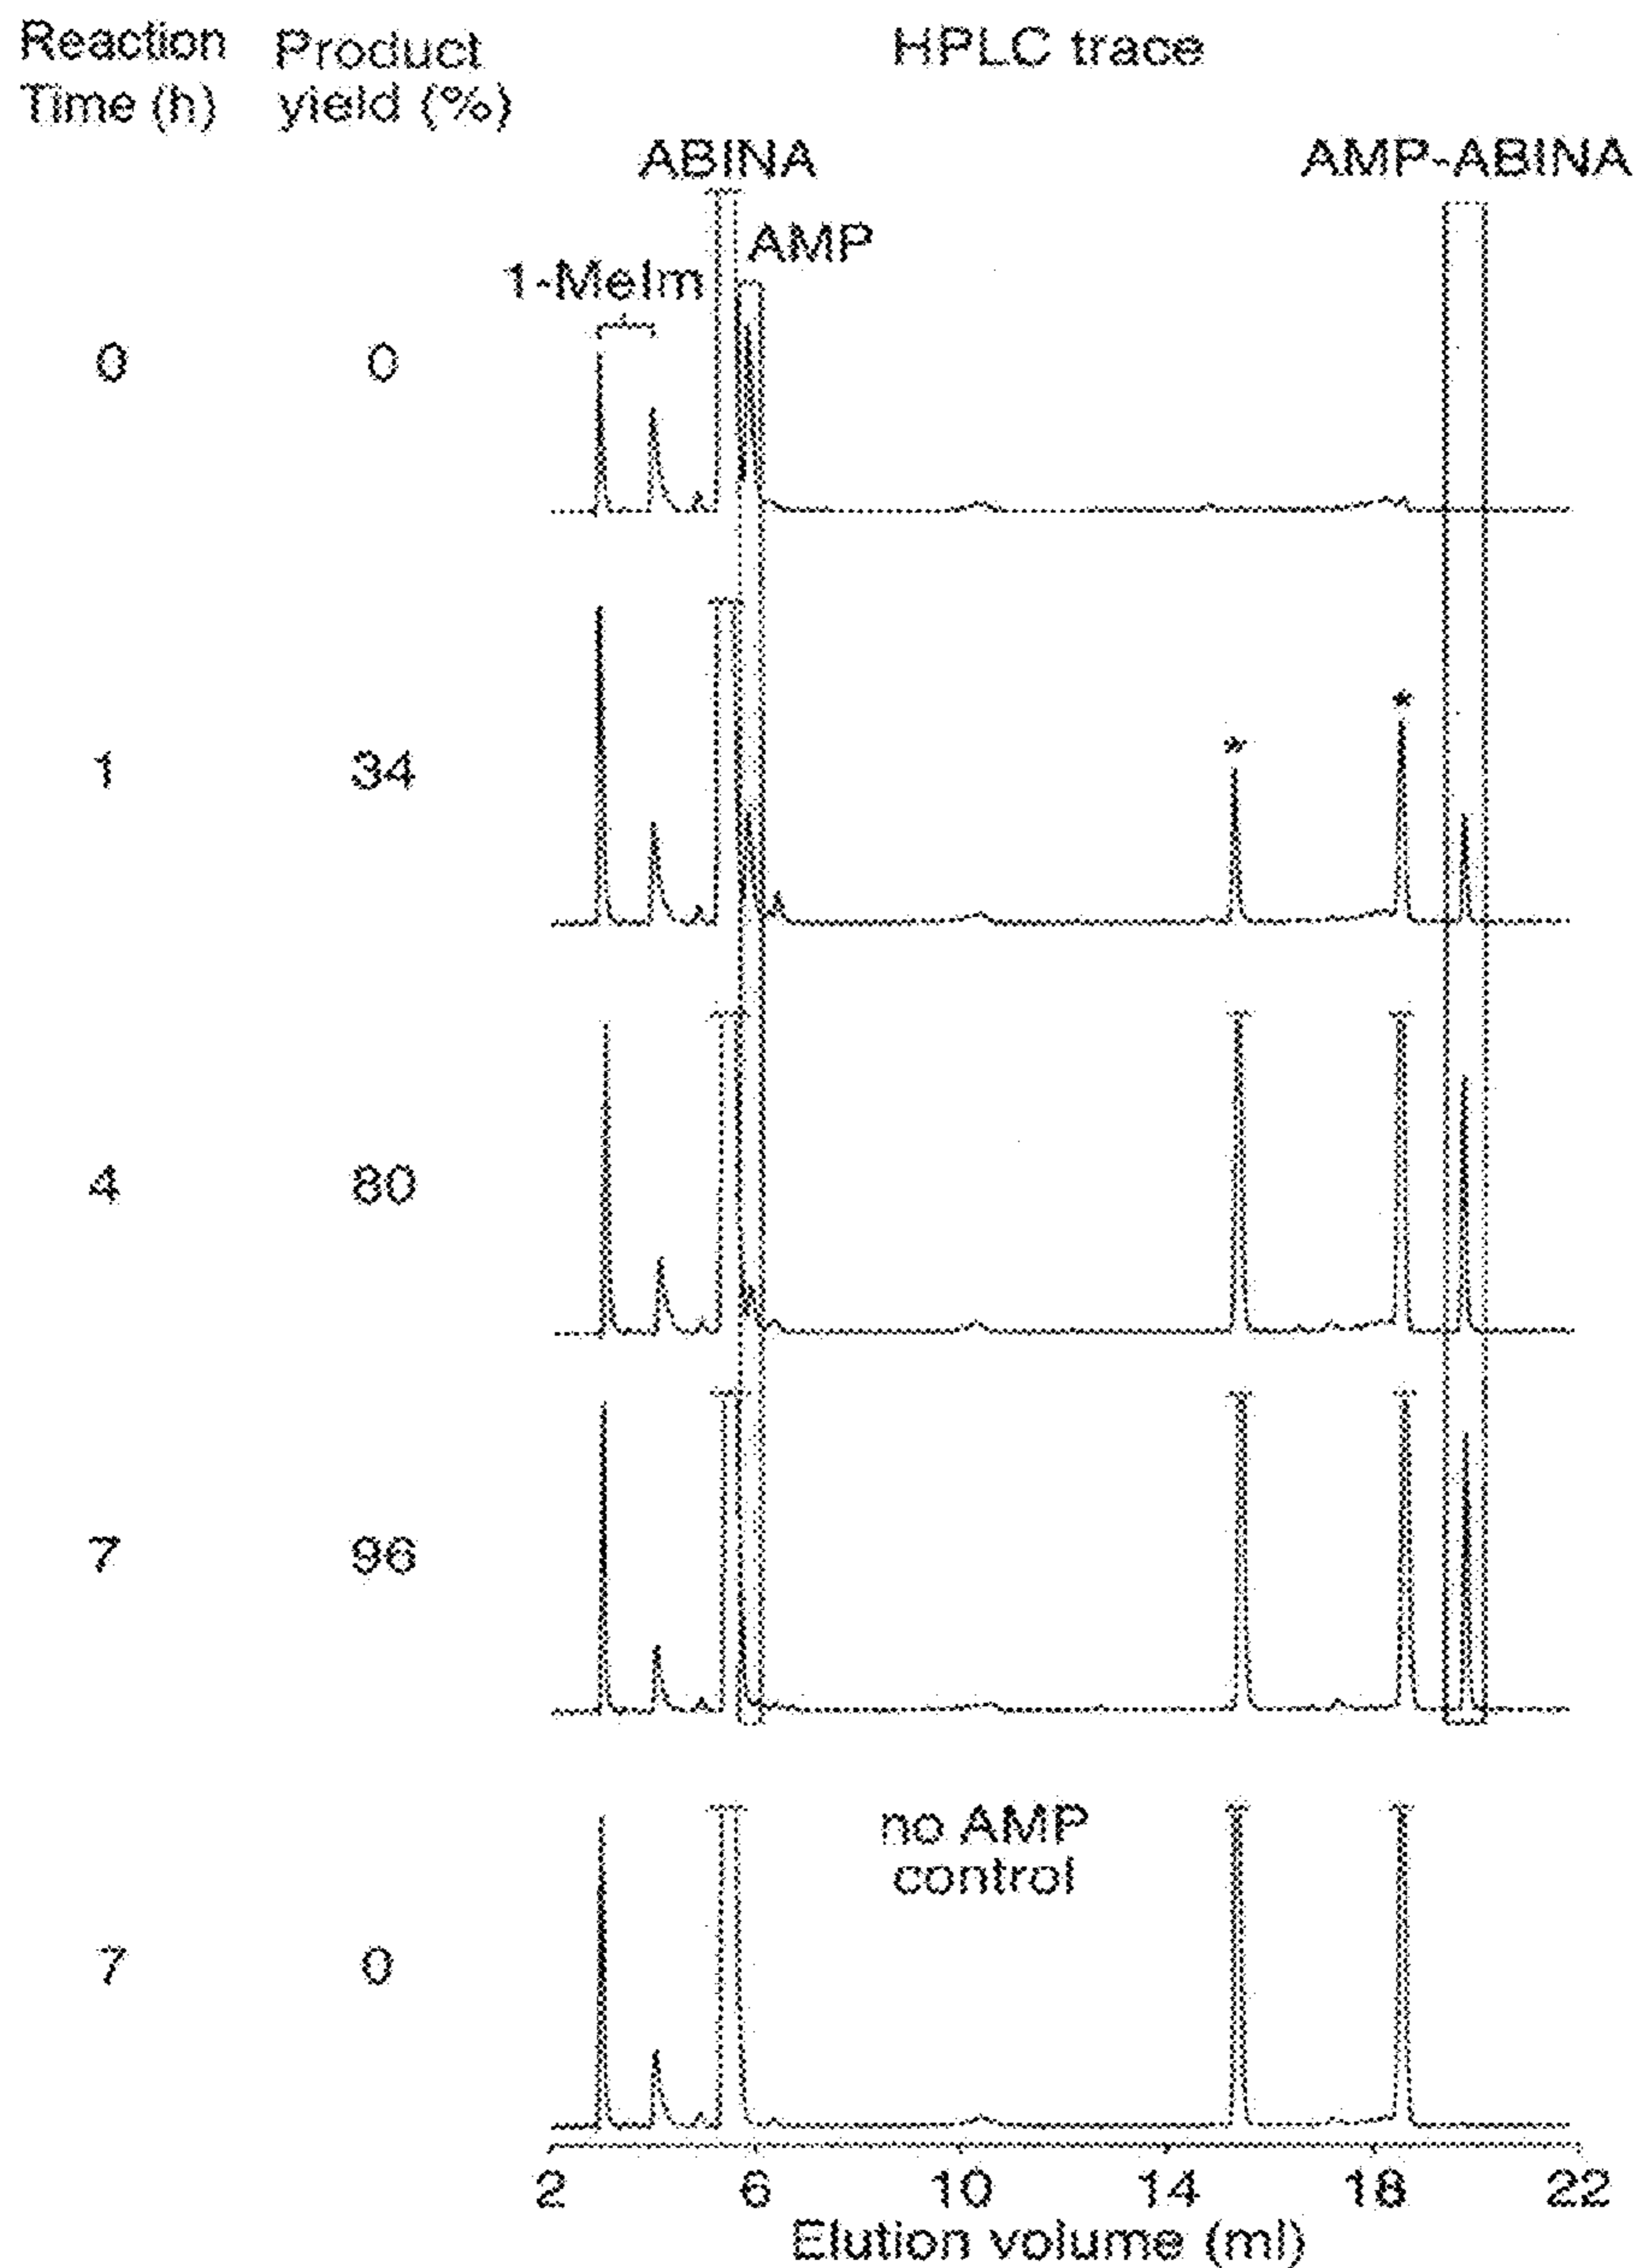 Reaction Time (h)
Product yield (%)
HPLC trace
ABINA
AMP-ABINA
AMP
1-MeIm
0 0
* *
1 34
4 80
7 96
no AMP
control
7 0
2 6 10 14 18 22
Elution volume (ml)